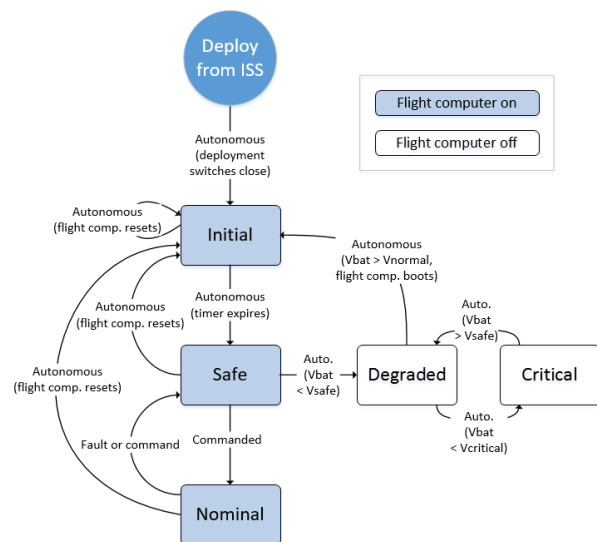 Deploy
from ISS
Flight computer on
Flight computer off
Autonomous
(deployment
switches close)
Autonomous
(flight comp. resets)
Initial
Autonomous
(Vbat > Vnormal,
flight comp. boots)
Autonomous
(flight comp. resets)
Autonomous
(timer expires)
Auto.
(Vbat
> Vsafe)
Autonomous
(flight comp. resets)
Safe
Auto.
(Vbat
< Vsafe)
Degraded
Critical
Fault or command
Commanded
Auto.
(Vbat
< Vcritical)
Nominal